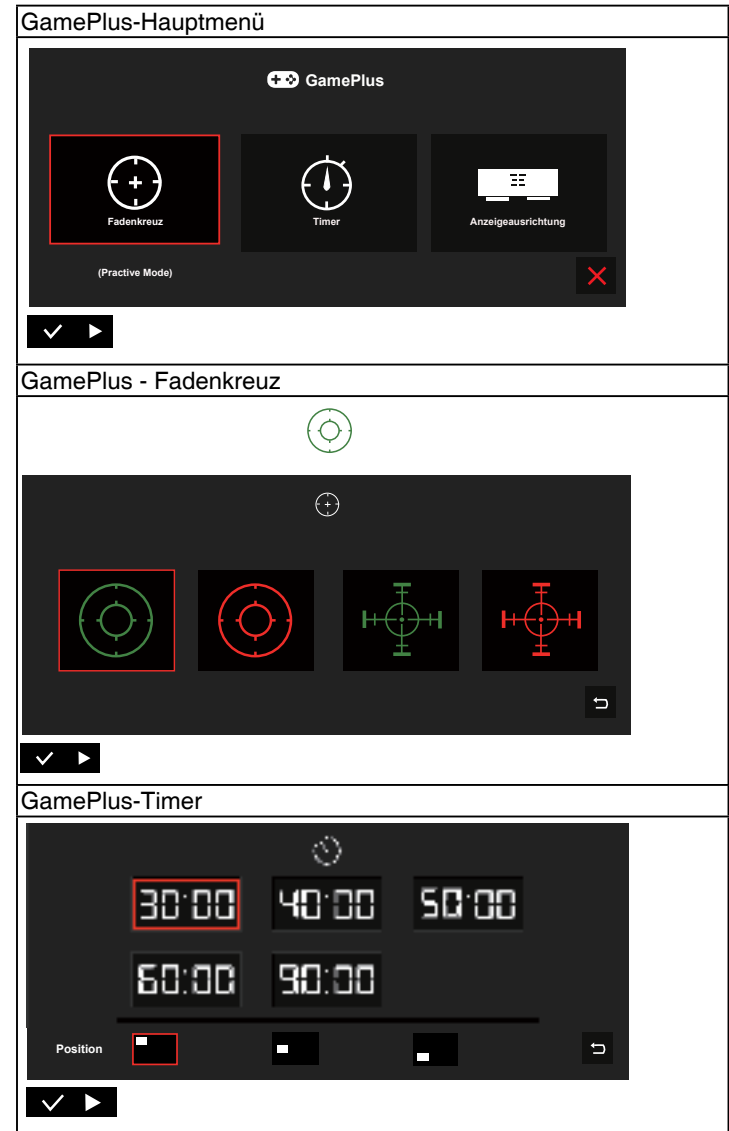 GamePlus-Hauptmenü
GamePlus
Fadenkreuz
Timer
Anzeigeausrichtung
(Practive Mode)
GamePlus - Fadenkreuz
GamePlus-Timer
30:00 40:00 50:00
60:00 90:00
Position